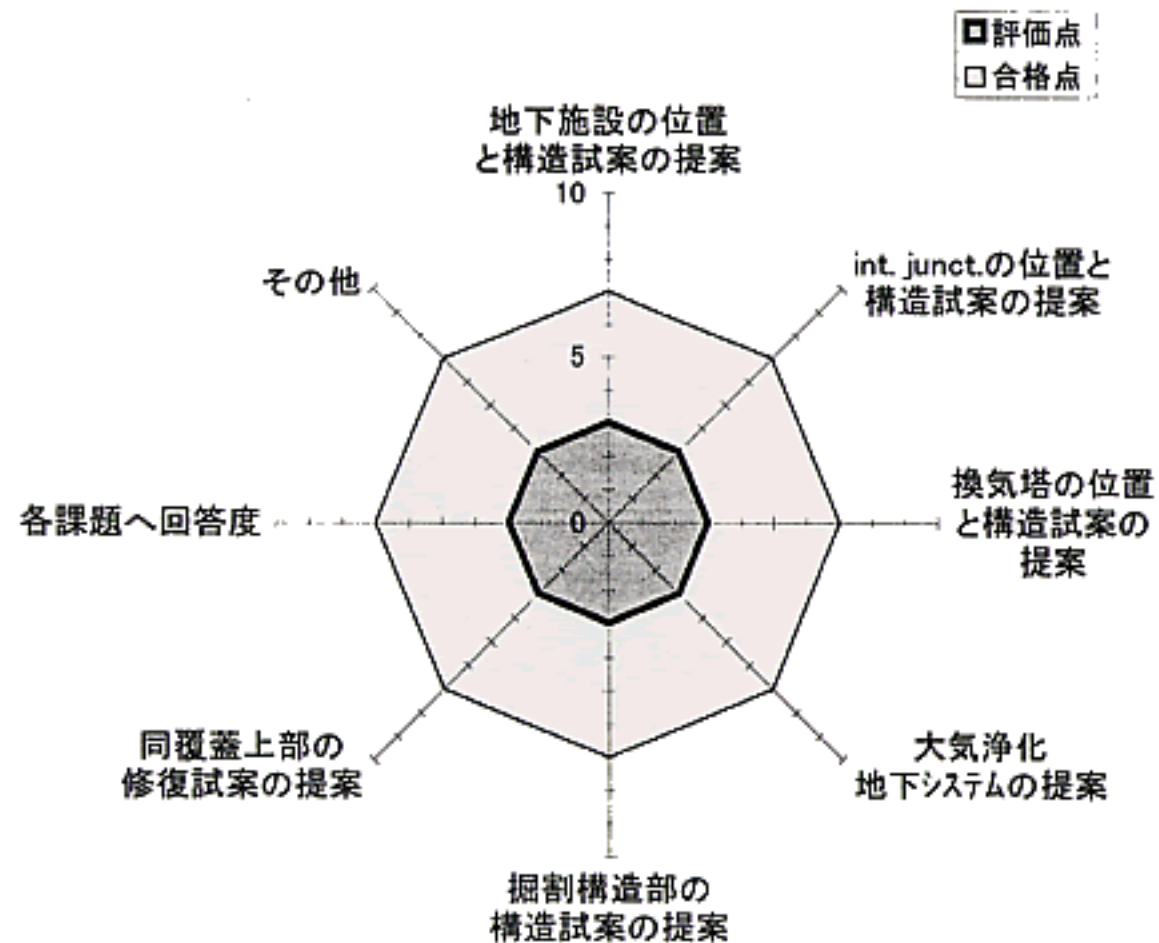 評価点
合格点
地下施設の位置
と構造試案の提案
10
int. junct.の位置と
構造試案の提案
その他
5
換気塔の位置
と構造試案の
提案
各課題へ回答度
0
同覆蓋上部の
修復試案の提案
大気浄化
地下システムの提案
掘割構造部の
構造試案の提案